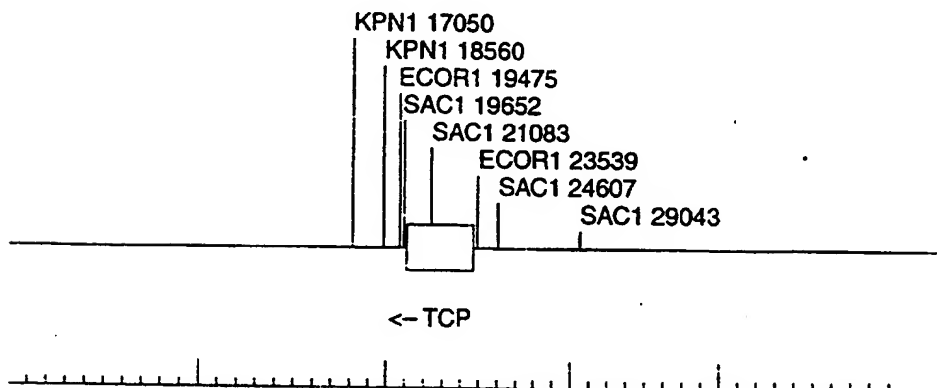 KPN1 17050
KPN1 18560
ECOR1 19475
SAC1 19652
SAC1 21083
ECOR1 23539
SAC1 24607
SAC1 29043
<-- TCP